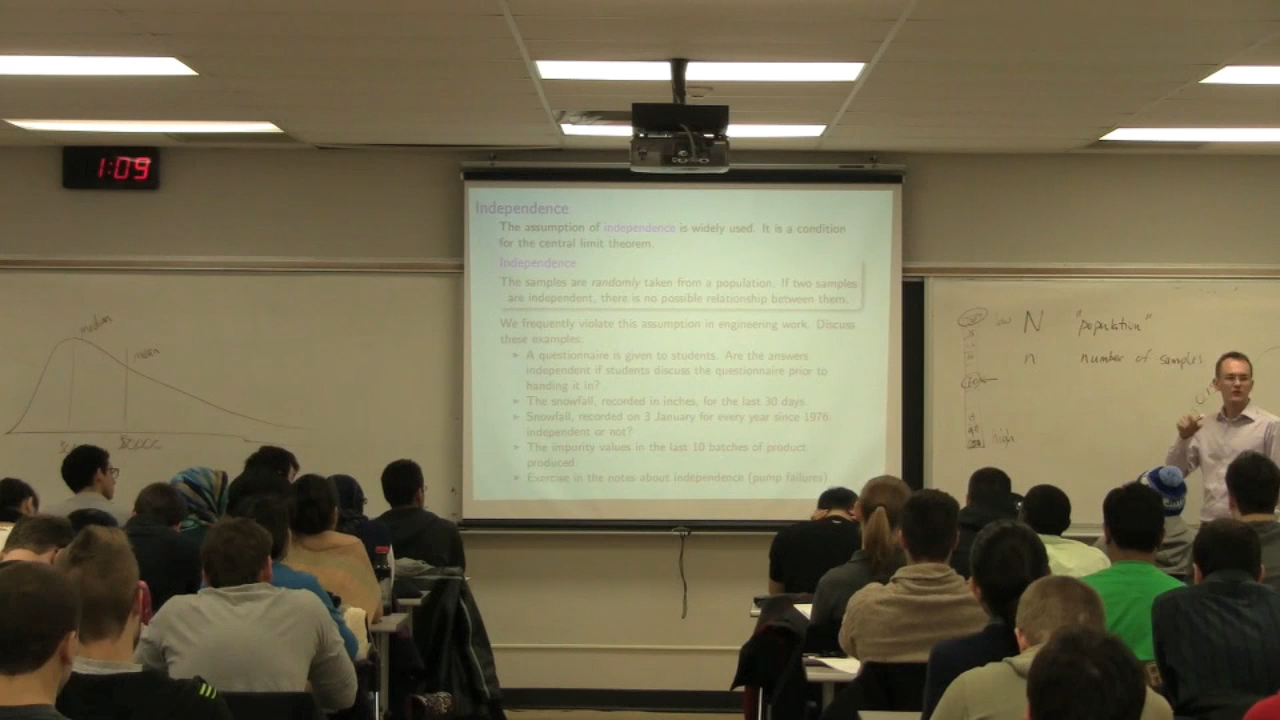 1:09
Independence
The assumption of independence is widely used. It is a condition
for the central limit theorem.
Independence
The samples are randomly taken from a population. If two samples
are independent, there is no possible relationship between them.
We frequently violate this assumption in engineering work. Discuss
these examples:
A questionnaire is given to students. Are the answers
independent if students discuss the questionnaire prior to
handing it in?
The snowfall, recorded in inches, for the last 30 days.
Snowfall, recorded on 3 January for every year since 1976:
independent or not?
The impurity values in the last 10 batches of product
produced.
Exercise in the notes about independence (pump failures)
median
mean
low N "population"
n number of samples
high